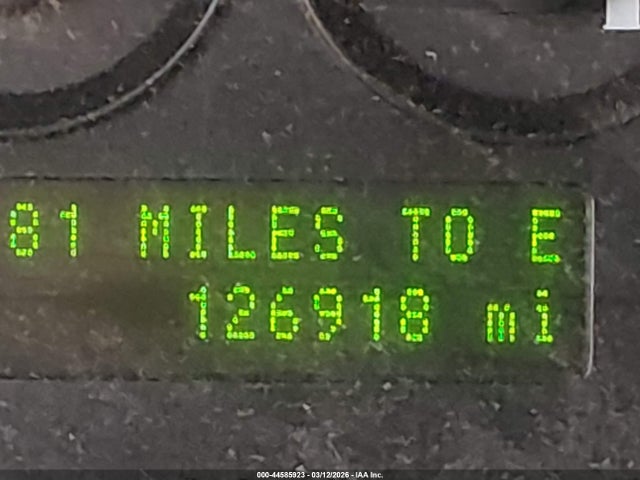 81 MILES TO E
126918 mi
000-44585923 - 03/12/2026 - IAA Inc.